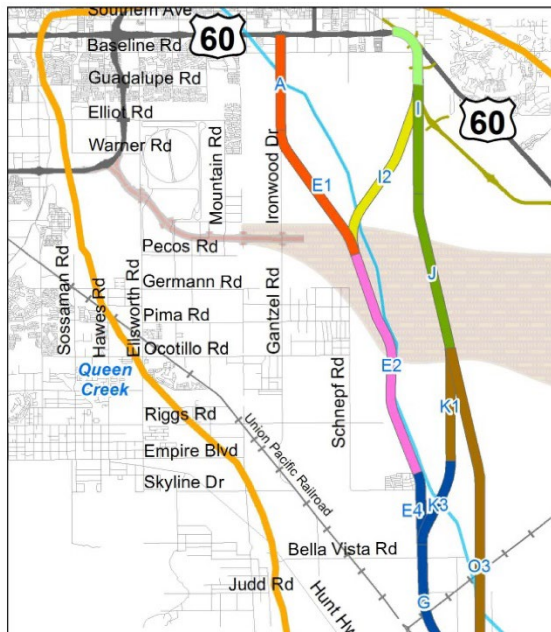 Southern Ave
Baseline Rd
60
Guadalupe Rd
A
I
60
Elliot Rd
Warner Rd
Mountain Rd
Ironwood Dr
E1
I2
Pecos Rd
Sossaman Rd
Hawes Rd
Ellsworth Rd
Germann Rd
Gantzel Rd
J
Pima Rd
Ocotillo Rd
Schnepf Rd
Queen
Creek
E2
K1
Riggs Rd
Union Pacific Railroad
Empire Blvd
Skyline Dr
E4
K3
Bella Vista Rd
O3
Judd Rd
Hunt Hw
G